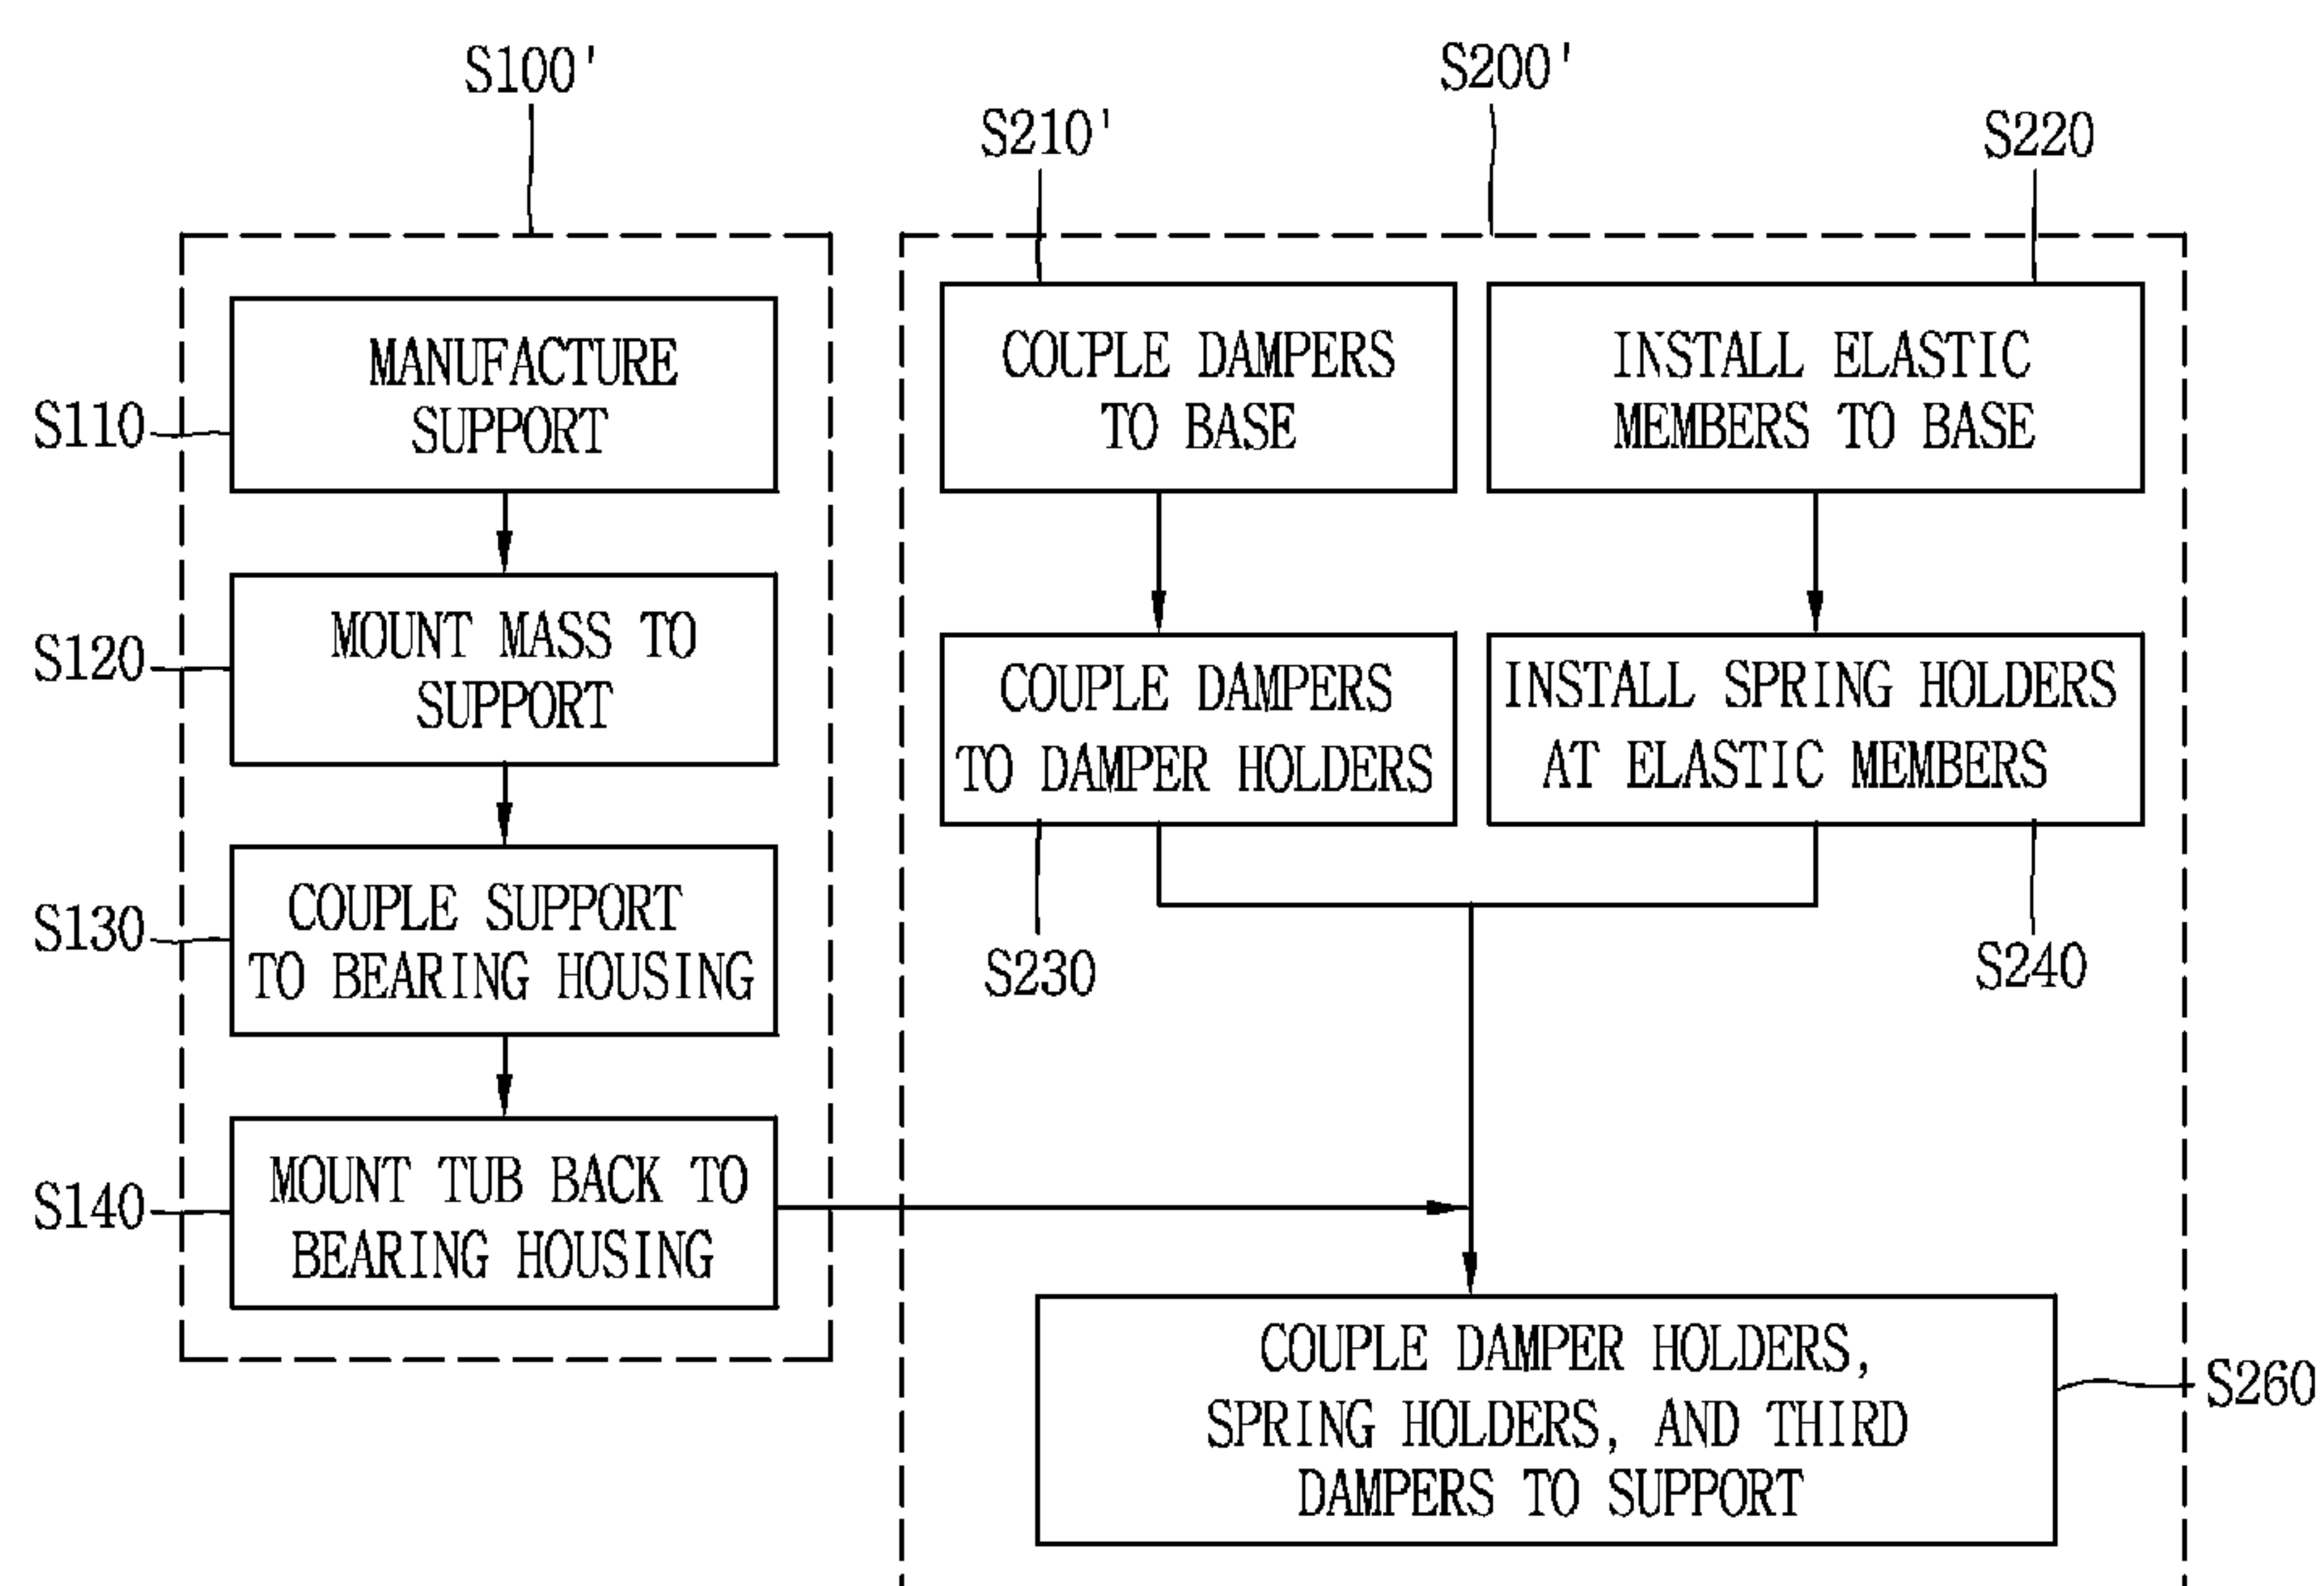 S100'
S110
MANUFACTURE
SUPPORT
S120
MOUNT MASS TO
SUPPORT
S130
COUPLE SUPPORT
TO BEARING HOUSING
S140
MOUNT TUB BACK TO
BEARING HOUSING
S200'
S210'
COUPLE DAMPERS
TO BASE
S220
INSTALL ELASTIC
MEMBERS TO BASE
COUPLE DAMPERS
TO DAMPER HOLDERS
S230
INSTALL SPRING HOLDERS
AT ELASTIC MEMBERS
S240
COUPLE DAMPER HOLDERS,
SPRING HOLDERS, AND THIRD
DAMPERS TO SUPPORT
S260